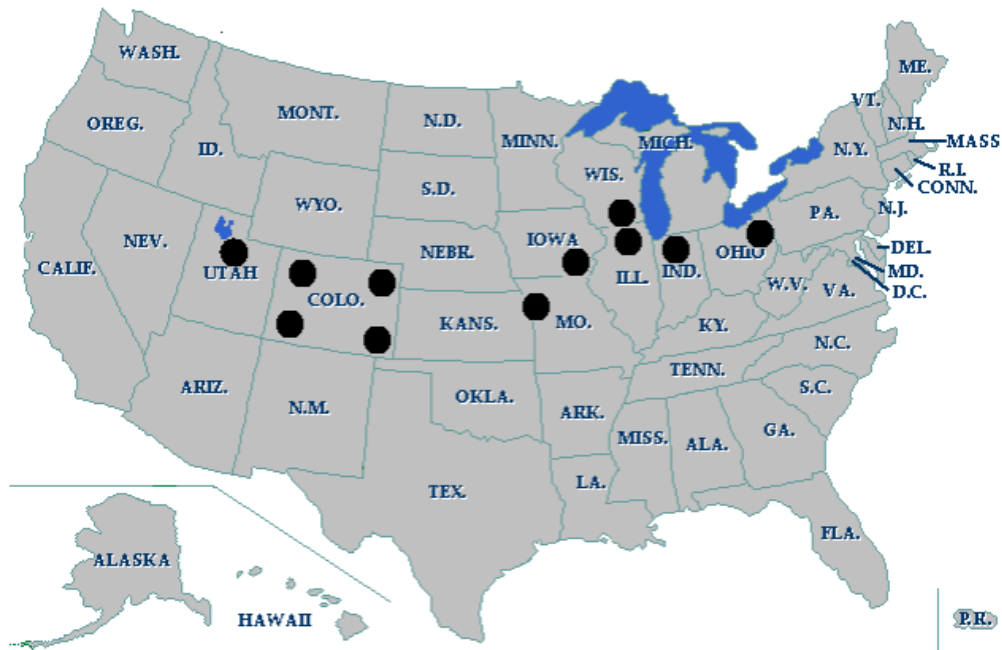 WASH.
ME.
MONT.
VT.
OREG.
N.D.
N.H.
MINN.
MICH.
MASS
N.Y.
ID.
R.I.
WIS.
CONN.
S.D.
WYO.
PA.
N.J.
NEV.
IOWA
NEBR.
OHIO
DEL.
CALIF.
UTAH
ILL.
IND.
MD.
W.V.
VA.
D.C.
COLO.
KANS.
MO.
KY.
N.C.
TENN.
ARIZ.
S.C.
OKLA.
N.M.
ARK.
GA.
MISS.
ALA.
LA.
TEX.
FLA.
ALASKA
HAWAII
P.R.